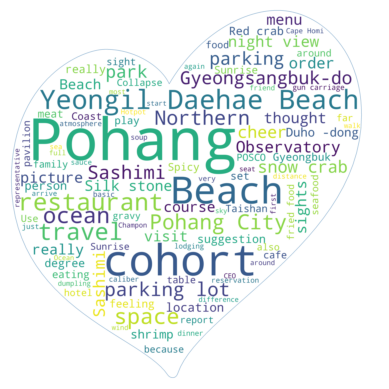 menu
Red crab
food night view around
sight parking order
really park Sunrise Cape Homi
Beach Collapse again gun carriage
Coast Gyeongsangbuk-do
play friend
Yeongil Daehae Beach
meat start
atmosphere Northern thought far
pavilion cheer Duho -dong
soup POSCO Gyeongbuk
Pohang
family sauce Sashimi Observatory
person very seat Spicy
picture Silk stone set Taishan snow crab
representative
restaurant Beach
Use gravy course first
ocean Pohang City sights
just fried food seafood
travel visit suggestion also
really Champon sky cafe
degree Sunrise lodging CEO
cohort
eating Sashimi around
dumpling basic caliber reservation
hotel table difference
arrive feeling location
space parking lot
wind report
shrimp dinner
because